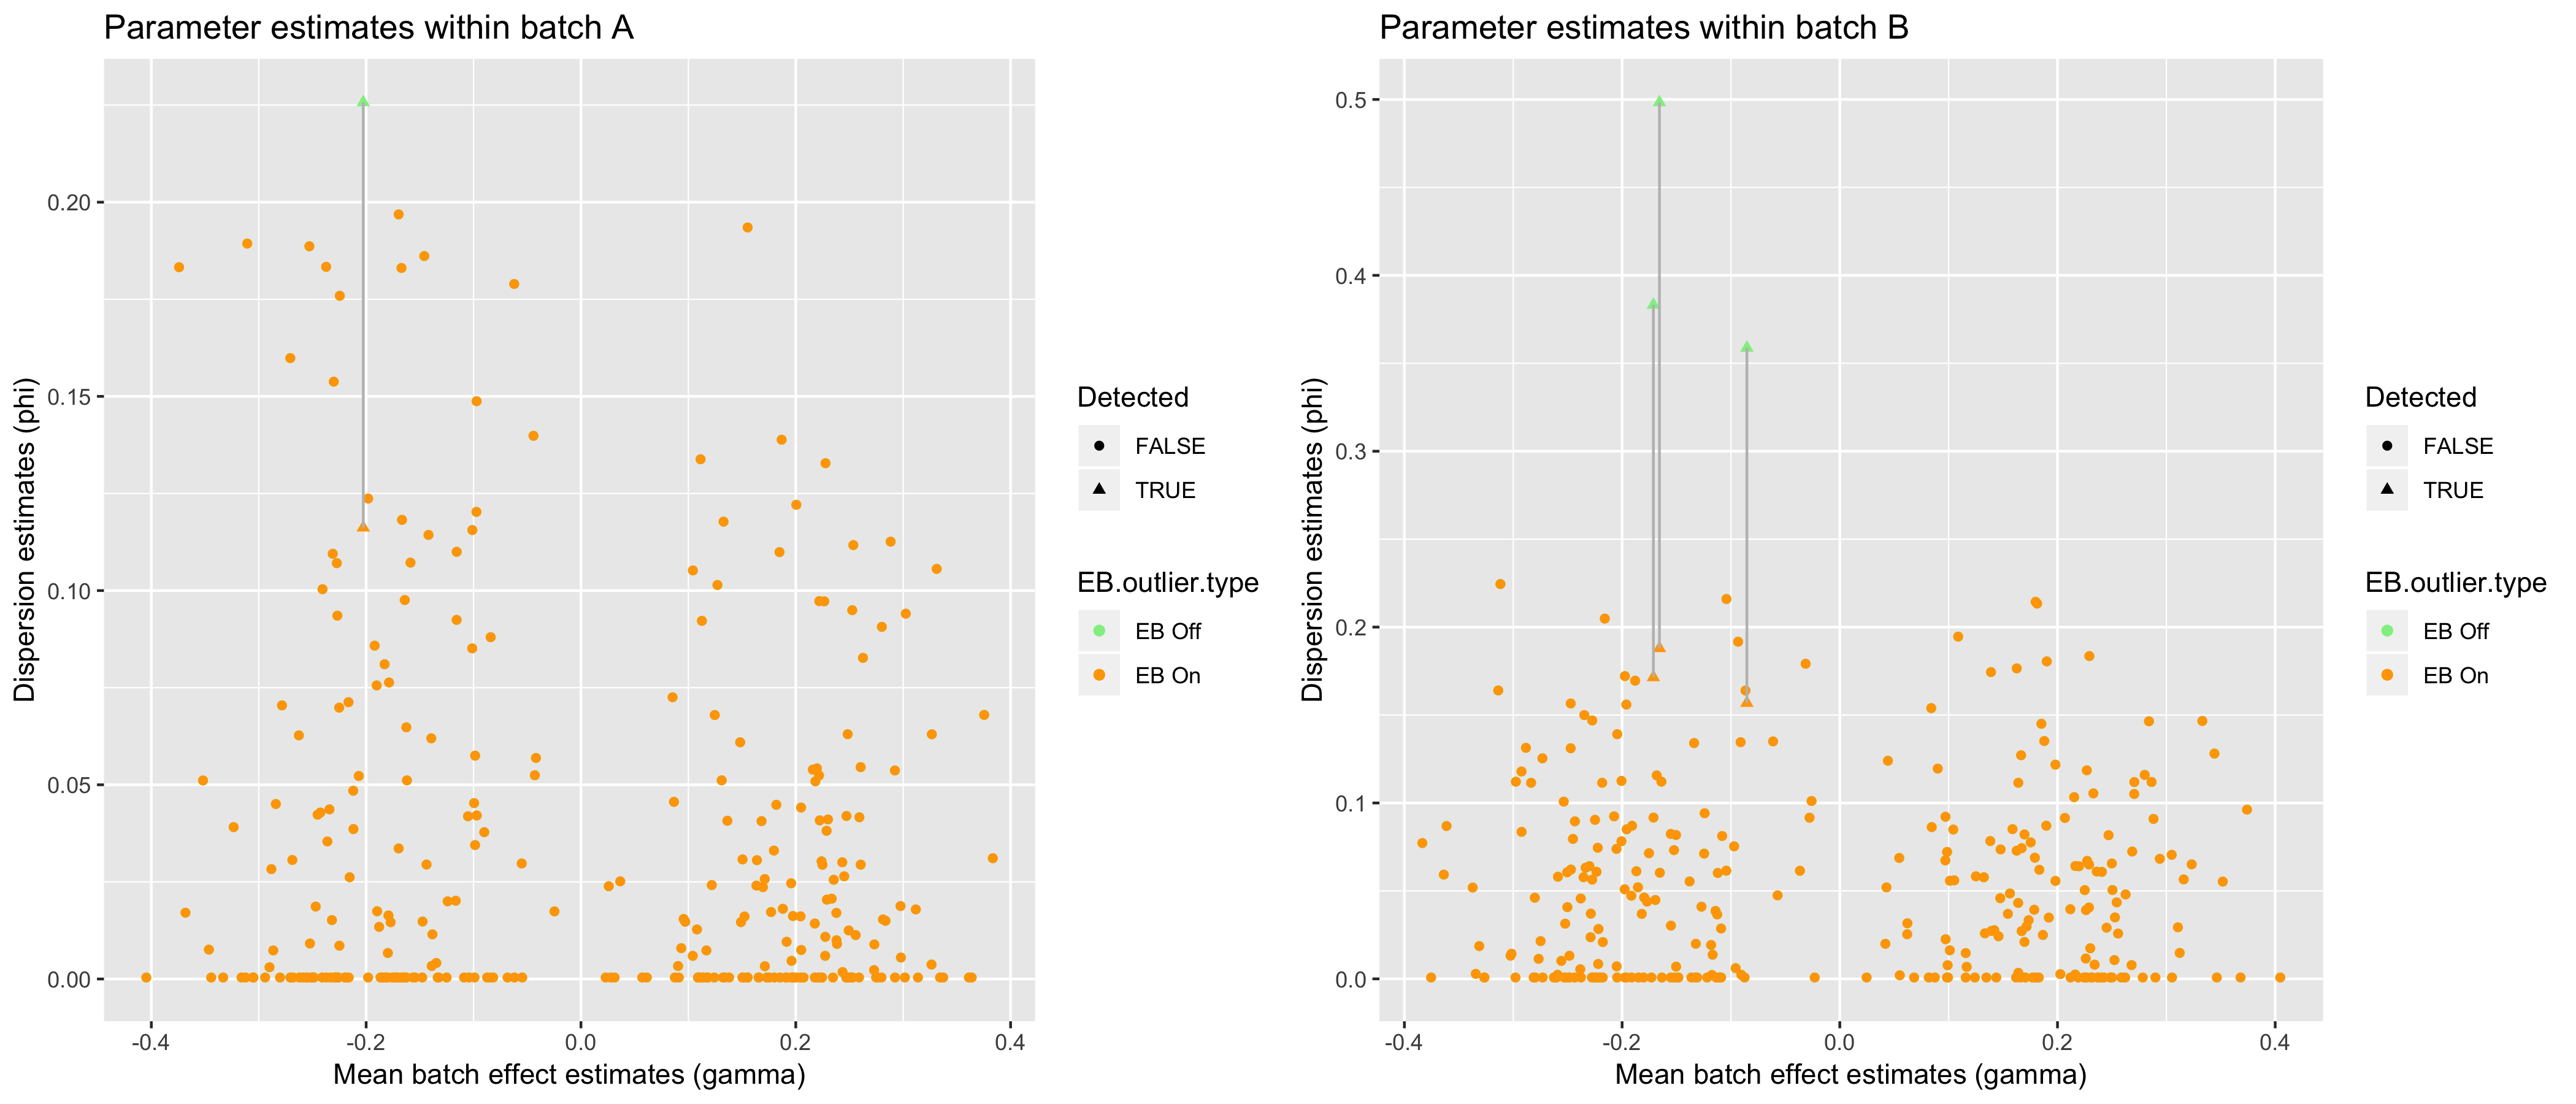 Parameter estimates within batch A
Dispersion estimates (phi)
0.20
0.15
0.10
0.05
0.00
-0.4
-0.2
0.0
0.2
0.4
Mean batch effect estimates (gamma)
Detected
FALSE
TRUE
EB.outlier.type
EB Off
EB On
Parameter estimates within batch B
Dispersion estimates (phi)
0.5
0.4
0.3
0.2
0.1
0.0
-0.4
-0.2
0.0
0.2
0.4
Mean batch effect estimates (gamma)
Detected
FALSE
TRUE
EB.outlier.type
EB Off
EB On